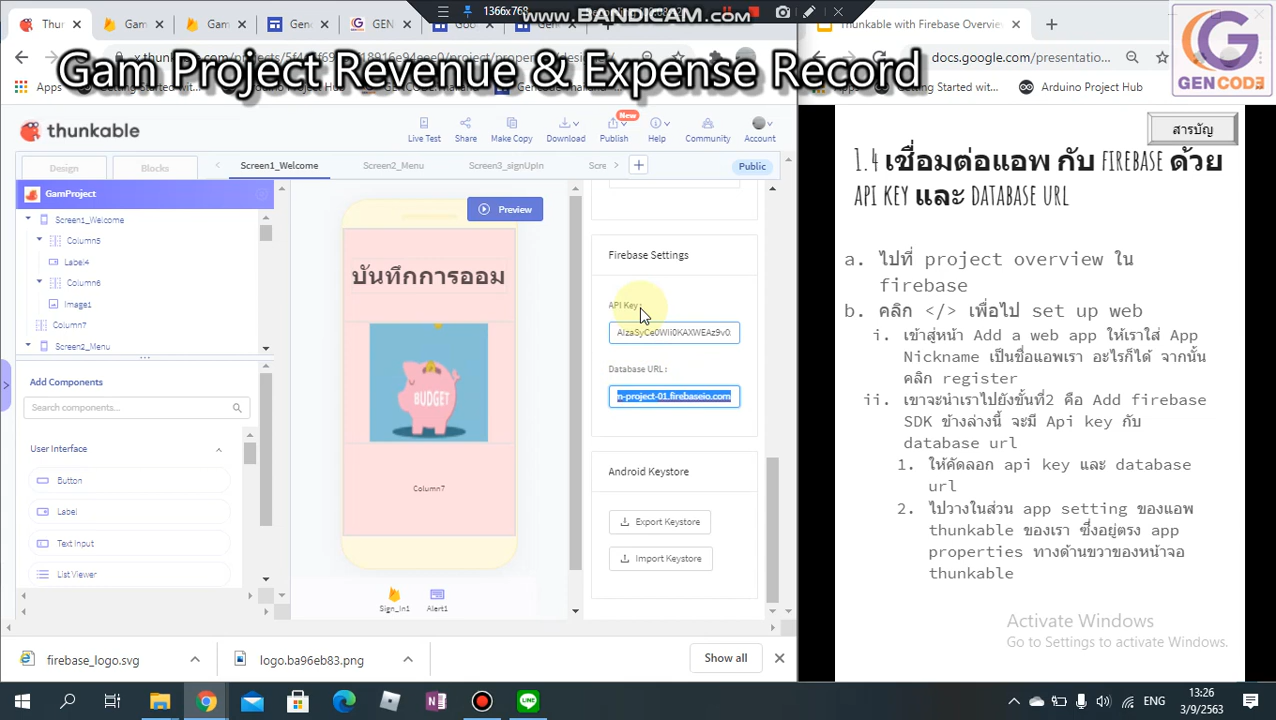 1366x768
www.BANDICAM.com
Gam
Gam
GEN
Thunkable with Firebase Overview
Gam Project Revenue & Expense Record
docs.google.com/presentatio...
GENCODE
Apps
Getting Started wit...
Arduino Project Hub
thunkable
New
Live Test
Share
Make Copy
Download
Publish
Help
Community
Account
Design
Blocks
Screen1_Welcome
Screen2_Menu
Screen3_signUpIn
Scre
Public
GamProject
Screen1_Welcome
Column5
Label4
Column6
Image1
Column7
Screen2_Menu
Add Components
Search components...
User Interface
Button
Label
Text Input
List Viewer
Preview
บันทึกการออม
BUDGET
Column7
Sign_In1
Alert1
Firebase Settings
API Key :
Database URL :
m-project-01.firebaseio.com
Android Keystore
Export Keystore
Import Keystore
สารบัญ
1.4 เชื่อมต่อแอพ กับ FIREBASE ด้วย
API KEY และ DATABASE URL
a. ไปที่ project overview ใน
firebase
b. คลิก </> เพื่อไป set up web
i. เข้าสู่หน้า Add a web app ให้เราใส่ App
Nickname เป็นชื่อแอพเรา อะไรก็ได้ จากนั้น
คลิก register
ii. เขาจะนำเราไปยังขั้นที่2 คือ Add firebase
SDK ข้างล่างนี้ จะมี Api key กับ
database url
1. ให้คัดลอก api key และ database
url
2. ไปวางในส่วน app setting ของแอพ
thunkable ของเรา ซึ่งอยู่ตรง app
properties ทางด้านขวาของหน้าจอ
thunkable
Activate Windows
Go to Settings to activate Windows.
firebase_logo.svg
logo.ba96eb83.png
Show all
ENG
13:26
3/9/2563